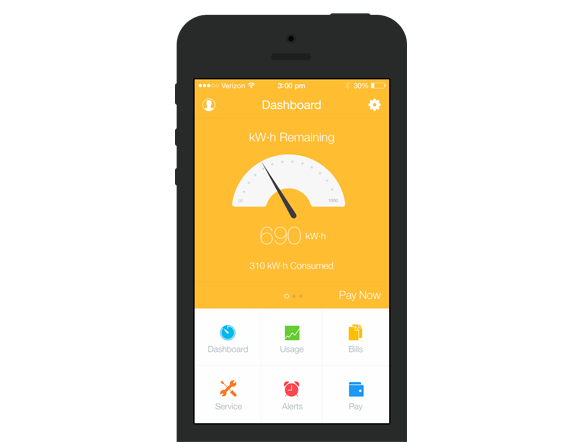 Verizon 3:00 pm 30%
Dashboard
kW·h Remaining
1000
690 kW·h
310 kW·h Consumed
Pay Now
Dashboard Usage Bills
Service Alerts Pay